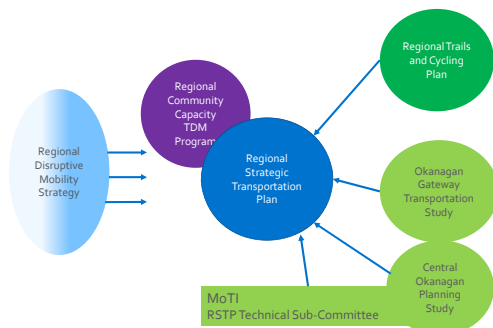 Regional Trails
and Cycling
Plan
Regional
Community
Capacity
TDM
Program
Regional
Disruptive
Mobility
Strategy
Regional
Strategic
Transportation
Plan
Okanagan
Gateway
Transportation
Study
Central
Okanagan
Planning
Study
MoTI
RSTP Technical Sub-Committee